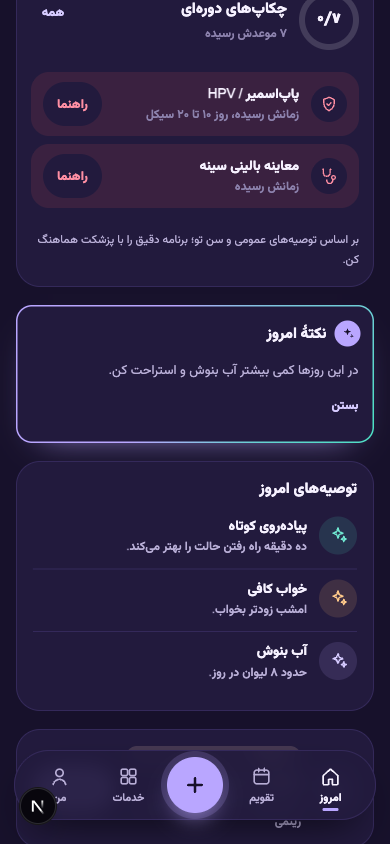 چکاپ‌های دوره‌ای
همه
۰/۷
۷ موعدش رسیده
پاپ‌اسمیر / HPV
زمانش رسیده، روز ۱۰ تا ۲۰ سیکل
راهنما
معاینه بالینی سینه
زمانش رسیده
راهنما
بر اساس توصیه‌های عمومی و سن تو؛ برنامه دقیق را با پزشکت هماهنگ
کن.
نکتهٔ امروز
در این روزها کمی بیشتر آب بنوش و استراحت کن.
بستن
توصیه‌های امروز
پیاده‌روی کوتاه
ده دقیقه راه رفتن حالت را بهتر می‌کند.
خواب کافی
امشب زودتر بخواب.
آب بنوش
حدود ۸ لیوان در روز.
امروز
تقویم
خدمات
من
N
ریتمی